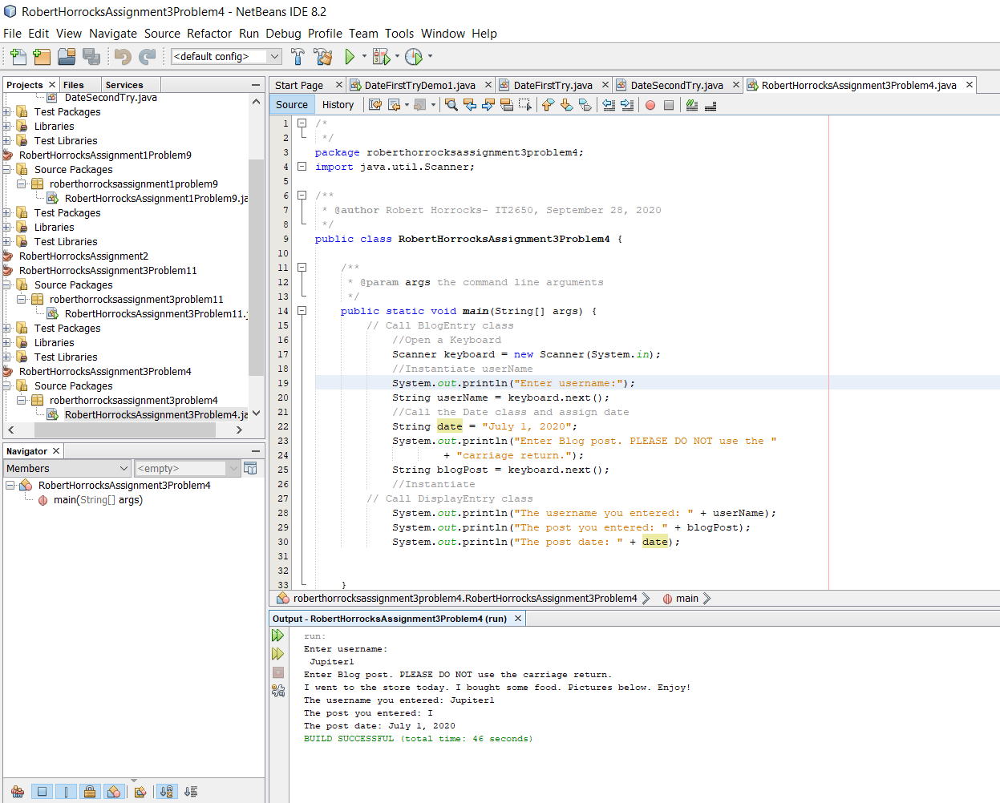 RobertHorrocksAssignment3Problem4 - NetBeans IDE 8.2
File Edit View Navigate Source Refactor Run Debug Profile Team Tools Window Help
<default config>
Projects Files Services
DateSecondTry.java
Test Packages
Libraries
Test Libraries
RobertHorrocksAssignment1Problem9
Source Packages
roberthorrocksassignment1problem9
RobertHorrocksAssignment1Problem9.ja
Test Packages
Libraries
Test Libraries
RobertHorrocksAssignment2
RobertHorrocksAssignment3Problem11
Source Packages
roberthorrocksassignment3problem11
RobertHorrocksAssignment3Problem11.j
Test Packages
Libraries
Test Libraries
RobertHorrocksAssignment3Problem4
Source Packages
roberthorrocksassignment3problem4
RobertHorrocksAssignment3Problem4.ja
Navigator
Members <empty>
RobertHorrocksAssignment3Problem4
main(String[] args)
Start Page DateFirstTryDemo1.java DateFirstTry.java DateSecondTry.java RobertHorrocksAssignment3Problem4.java
Source History
1 /*
2 */
3 package roberthorrocksassignment3problem4;
4 import java.util.Scanner;
5
6 /**
7 * @author Robert Horrocks- IT2650, September 28, 2020
8 */
9 public class RobertHorrocksAssignment3Problem4 {
10
11 /**
12 * @param args the command line arguments
13 */
14 public static void main(String[] args) {
15 // Call BlogEntry class
16 //Open a Keyboard
17 Scanner keyboard = new Scanner(System.in);
18 //Instantiate userName
19 System.out.println("Enter username:");
20 String userName = keyboard.next();
21 //Call the Date class and assign date
22 String date = "July 1, 2020";
23 System.out.println("Enter Blog post. PLEASE DO NOT use the "
24 + "carriage return.");
25 String blogPost = keyboard.next();
26 //Instantiate
27 // Call DisplayEntry class
28 System.out.println("The username you entered: " + userName);
29 System.out.println("The post you entered: " + blogPost);
30 System.out.println("The post date: " + date);
31
32
33 }
roberthorrocksassignment3problem4.RobertHorrocksAssignment3Problem4 main
Output - RobertHorrocksAssignment3Problem4 (run)
run:
Enter username:
Jupiter1
Enter Blog post. PLEASE DO NOT use the carriage return.
I went to the store today. I bought some food. Pictures below. Enjoy!
The username you entered: Jupiter1
The post you entered: I
The post date: July 1, 2020
BUILD SUCCESSFUL (total time: 46 seconds)